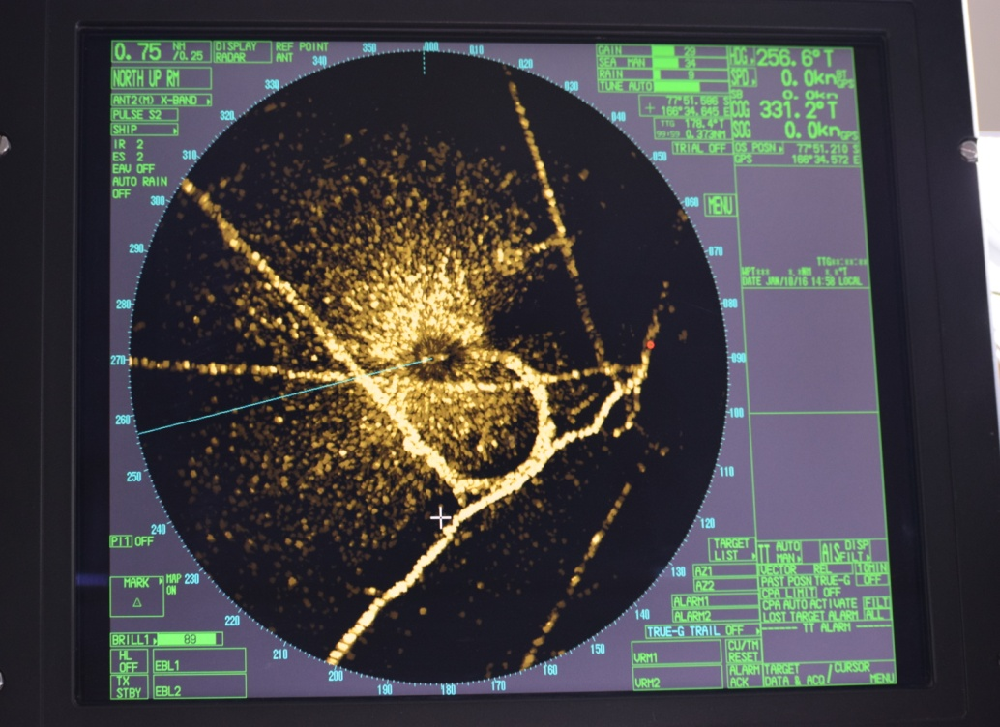 0.75 NM /0.25
DISPLAY RADAR
REF POINT ANT
NORTH UP RM
ANT2(M) X-BAND
PULSE S2
SHIP
IR 2
ES 2
EAV OFF
AUTO RAIN
OFF
GAIN 29
SEA MAN 34
RAIN 9
TUNE AUTO
HDG 256.6°T
SPD 0.0kn BT GPS
SB 0.0kn
COG 331.2°T
SOG 0.0kn GPS
+ 77°51.586 S
166°34.645 E
TTG 178.4°T
99:59 0.373NM
TRIAL OFF
OS POSN 77°51.210 S
GPS 166°34.572 E
MENU
TTG**:**:**
WPT*** *.*NM *.*°T
DATE JAN/18/16 14:50 LOCAL
350
000
010
020
030
040
050
060
070
080
090
100
110
120
130
140
150
160
170
180
190
200
210
220
230
240
250
260
270
280
290
300
310
320
330
340
PI1 OFF
MARK
△
MAP ON
BRILL1 89
HL OFF
TX STBY
EBL1
EBL2
TARGET LIST
AZ1
AZ2
ALARM1
ALARM2
TRUE-G TRAIL OFF
VRM1
VRM2
CU/TM RESET
ALARM ACK
TT AUTO MAN
AIS DISP FILT
VECTOR REL
PAST POSN TRUE-G OFF
CPA LIMIT OFF
CPA AUTO ACTIVATE FILT
LOST TARGET ALARM ALL
TT ALARM
TARGET DATA & ACQ/
CURSOR MENU